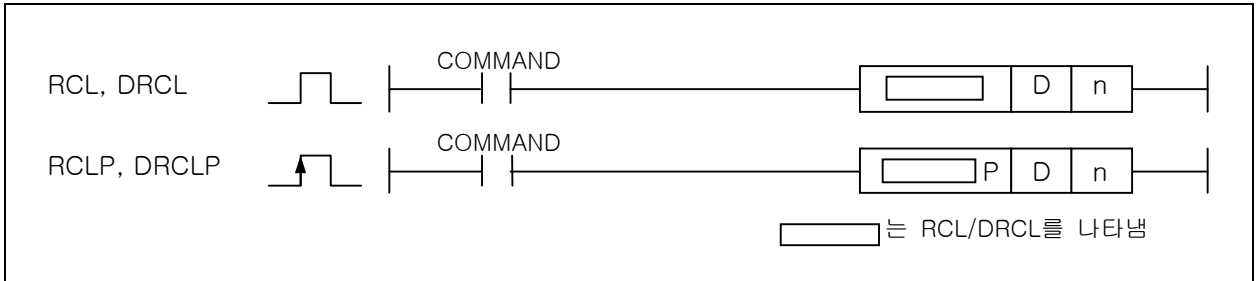 COMMAND
RCL, DRCL D n
COMMAND
RCLP, DRCLP P D n
는 RCL/DRCL를 나타냄